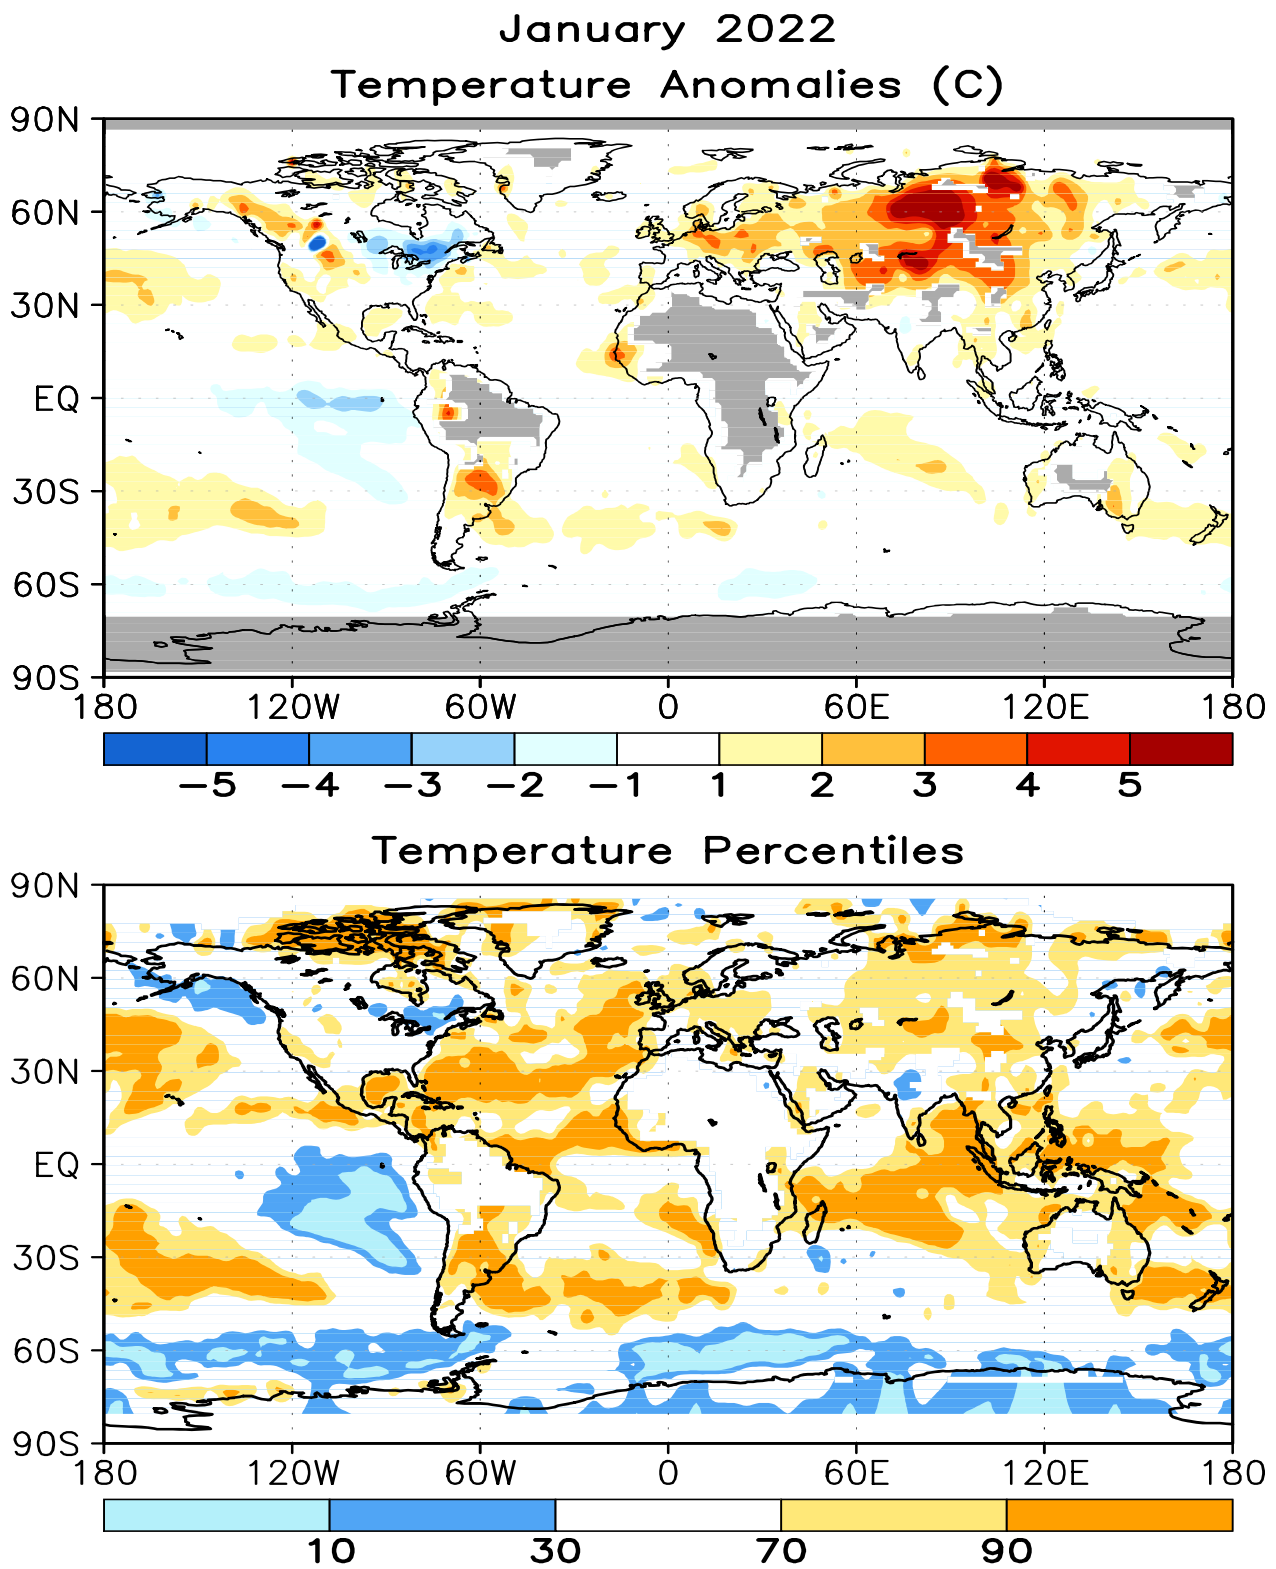 January 2022
Temperature Anomalies (C)
90N
60N
30N
EQ
30S
60S
90S
180 120W 60W 0 60E 120E 180
-5 -4 -3 -2 -1 1 2 3 4 5
Temperature Percentiles
90N
60N
30N
EQ
30S
60S
90S
180 120W 60W 0 60E 120E 180
10 30 70 90